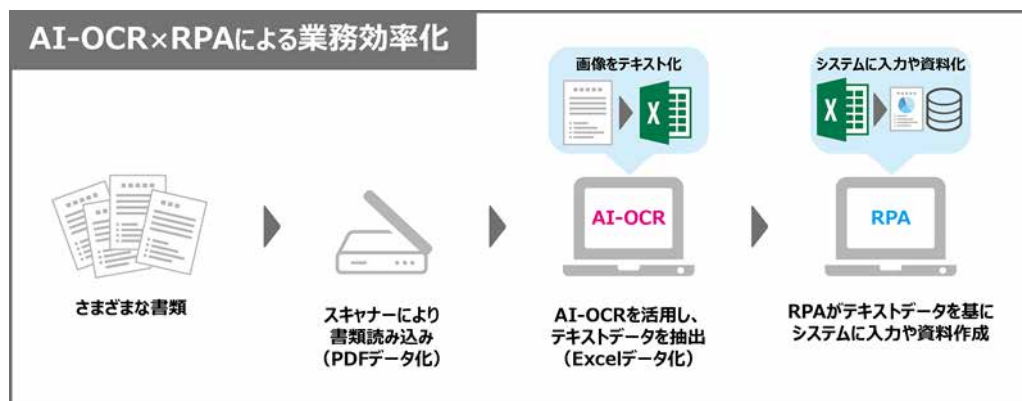 AI-OCR×RPAによる業務効率化
画像をテキスト化
システムに入力や資料化
AI-OCR
RPA
さまざまな書類
スキャナーにより
書類読み込み
（PDFデータ化）
AI-OCRを活用し、
テキストデータを抽出
（Excelデータ化）
RPAがテキストデータを基に
システムに入力や資料作成